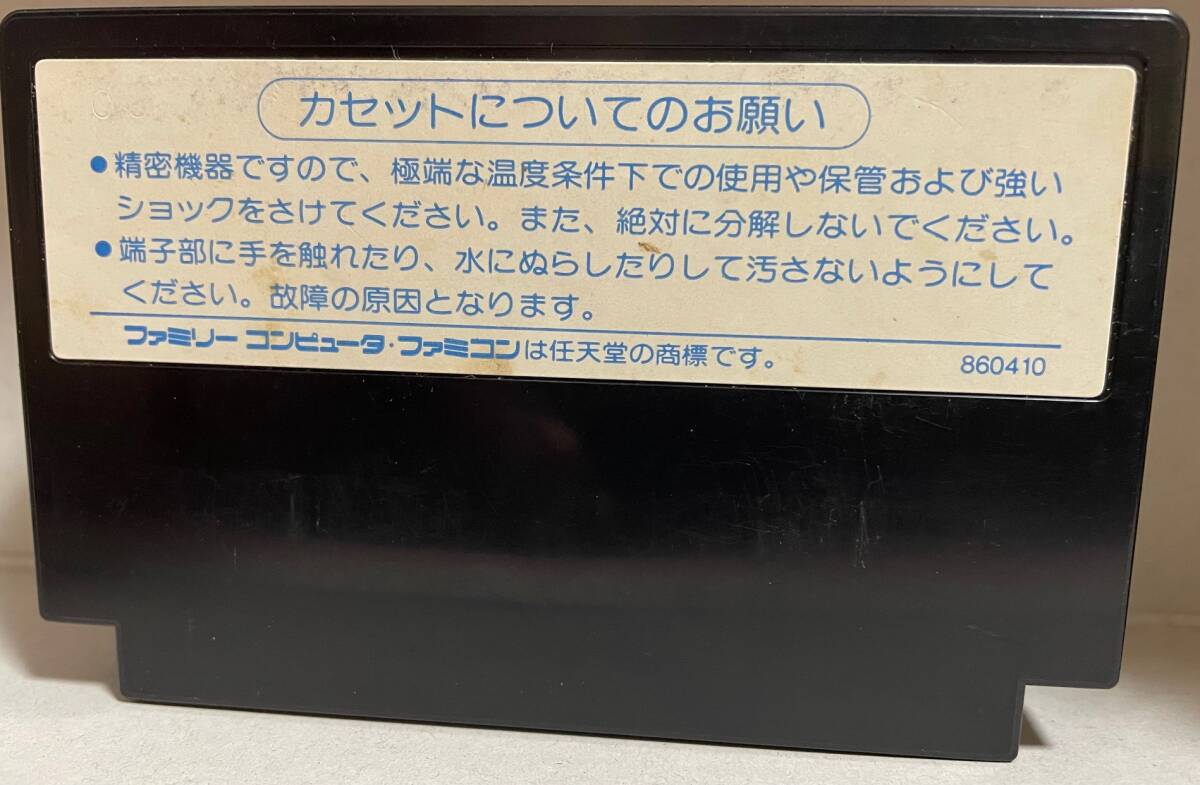 カセットについてのお願い
●精密機器ですので、極端な温度条件下での使用や保管および強い
ショックをさけてください。また、絶対に分解しないでください。
●端子部に手を触れたり、水にぬらしたりして汚さないようにして
ください。故障の原因となります。
ファミリーコンピュータ・ファミコンは任天堂の商標です。 860410